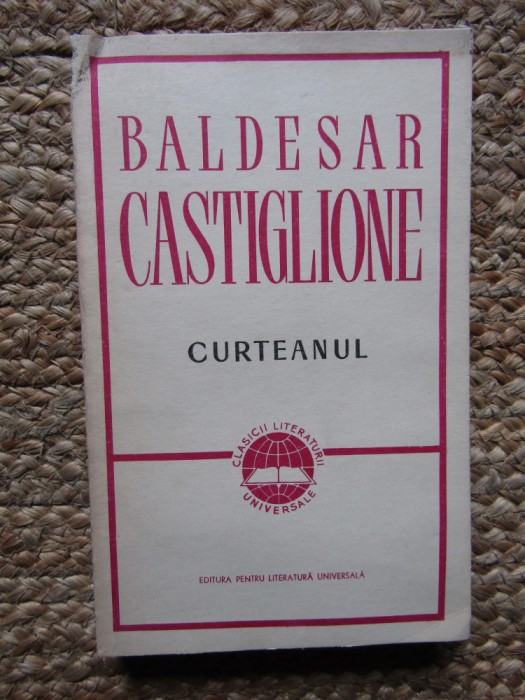 BALDESAR
CASTIGLIONE
CURTEANUL
CLASICII LITERATURII
UNIVERSALE
EDITURA PENTRU LITERATURĂ UNIVERSALĂ